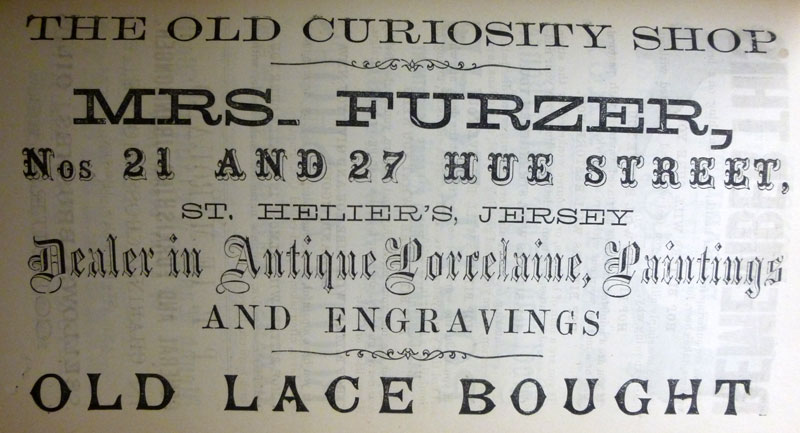 THE OLD CURIOSITY SHOP
MRS. FURZER,
Nos 21 AND 27 HUE STREET,
ST. HELIER'S, JERSEY
Dealer in Antique Porcelaine, Paintings
AND ENGRAVINGS
OLD LACE BOUGHT